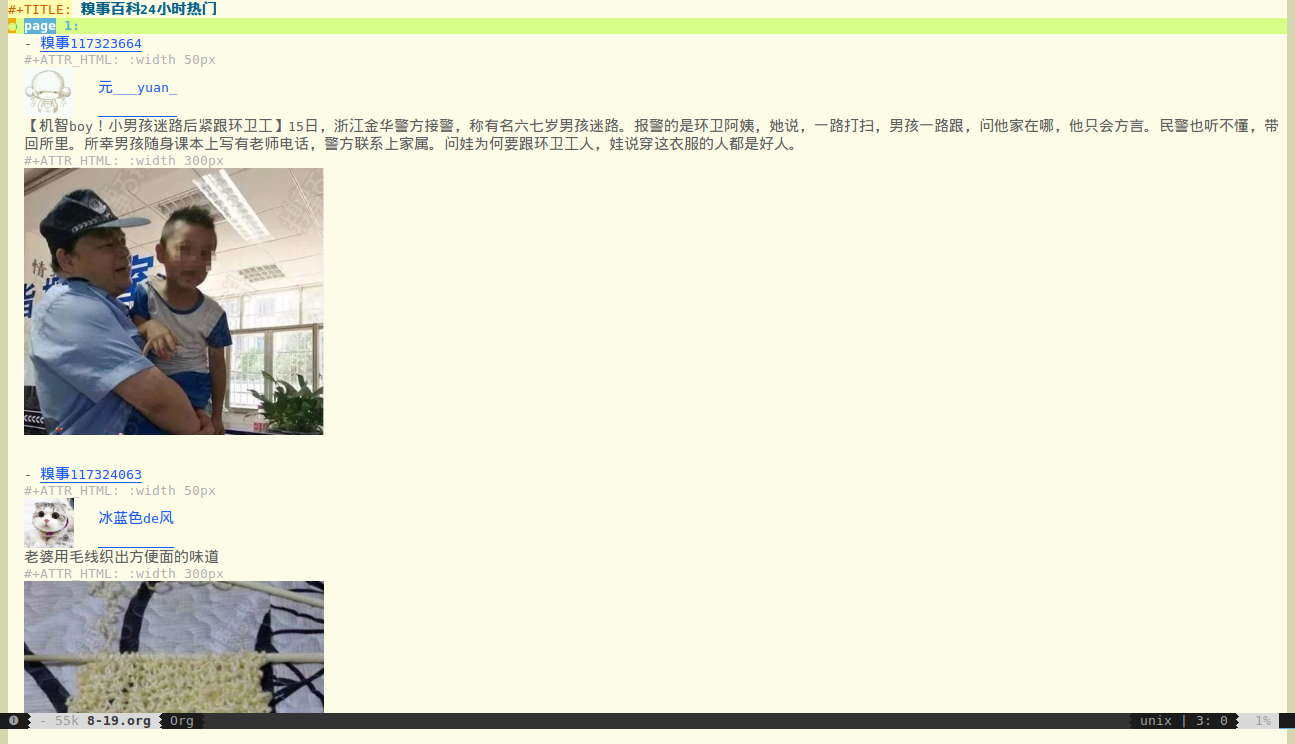 #+TITLE: 糗事百科24小时热门
page 1:
- 糗事117323664
#+ATTR_HTML: :width 50px
元___yuan_
【机智boy！小男孩迷路后紧跟环卫工】15日，浙江金华警方接警，称有名六七岁男孩迷路。报警的是环卫阿姨，她说，一路打扫，男孩一路跟，问他家在哪，他只会方言。民警也听不懂，带
回所里。所幸男孩随身课本上写有老师电话，警方联系上家属。问娃为何要跟环卫工人，娃说穿这衣服的人都是好人。
#+ATTR_HTML: :width 300px
- 糗事117324063
#+ATTR_HTML: :width 50px
冰蓝色de风
老婆用毛线织出方便面的味道
#+ATTR_HTML: :width 300px
- 55k 8-19.org Org unix | 3: 0 1%